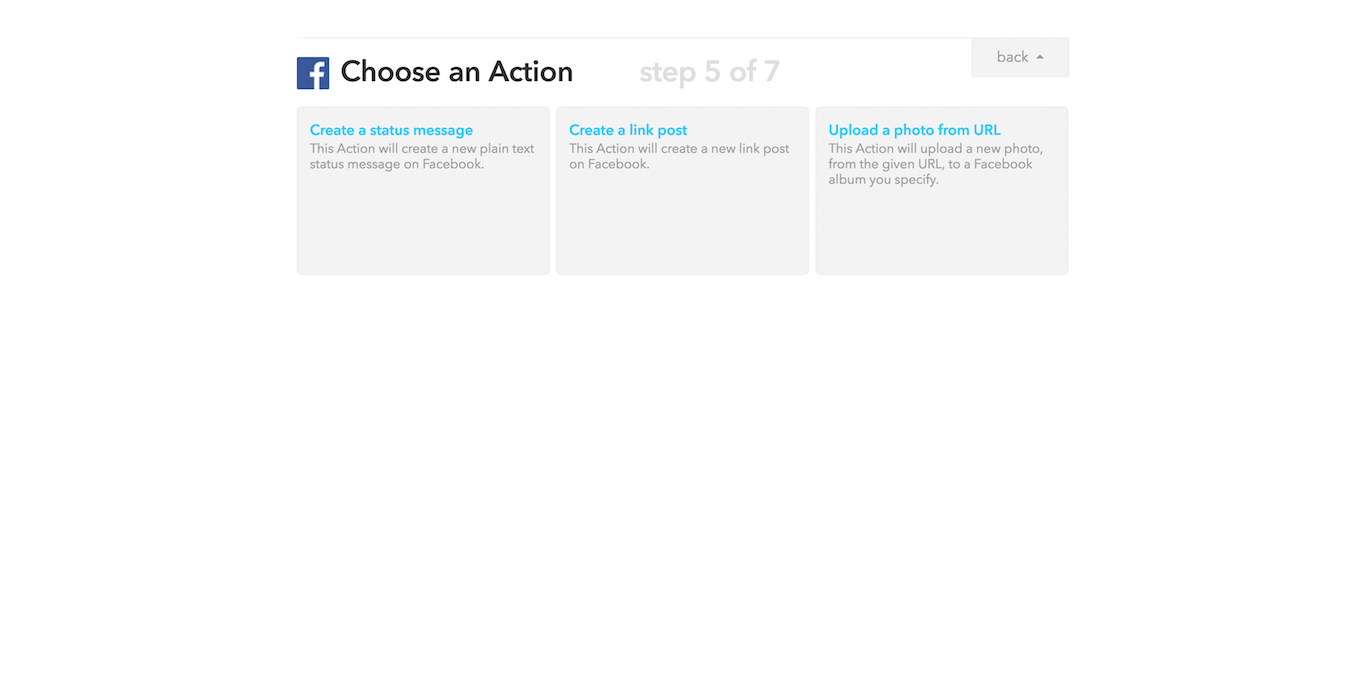 Choose an Action
step 5 of 7
back
Create a status message
This Action will create a new plain text
status message on Facebook.
Create a link post
This Action will create a new link post
on Facebook.
Upload a photo from URL
This Action will upload a new photo,
from the given URL, to a Facebook
album you specify.